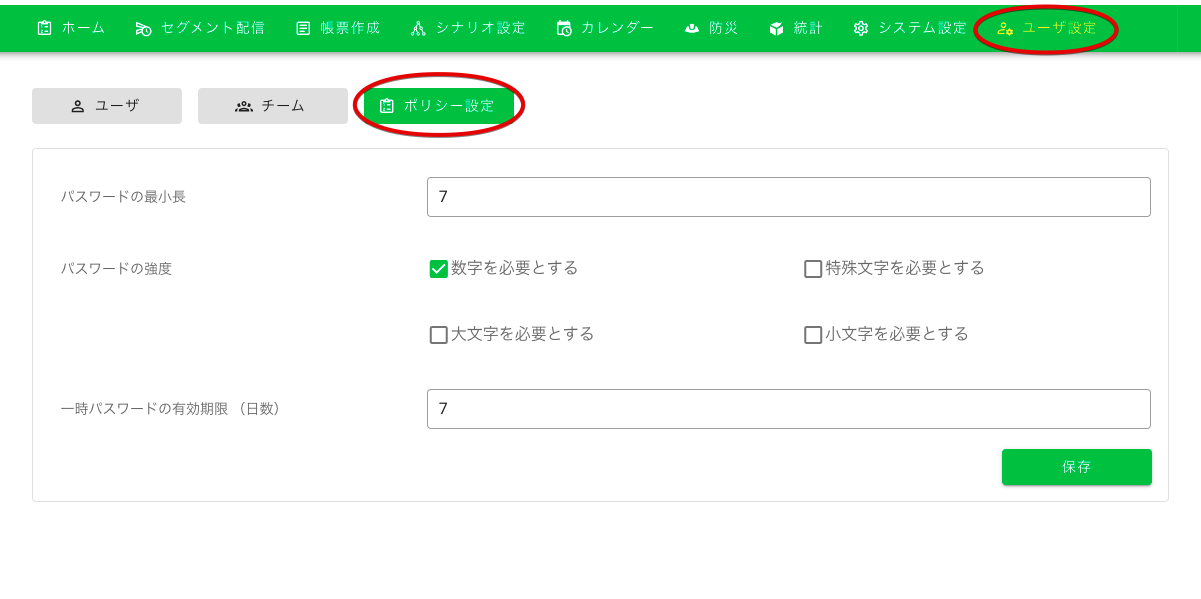 ホーム セグメント配信 帳票作成 シナリオ設定 カレンダー 防災 統計 システム設定 ユーザ設定
ユーザ チーム ポリシー設定
パスワードの最小長 7
パスワードの強度 数字を必要とする 特殊文字を必要とする
大文字を必要とする 小文字を必要とする
一時パスワードの有効期限 （日数） 7
保存